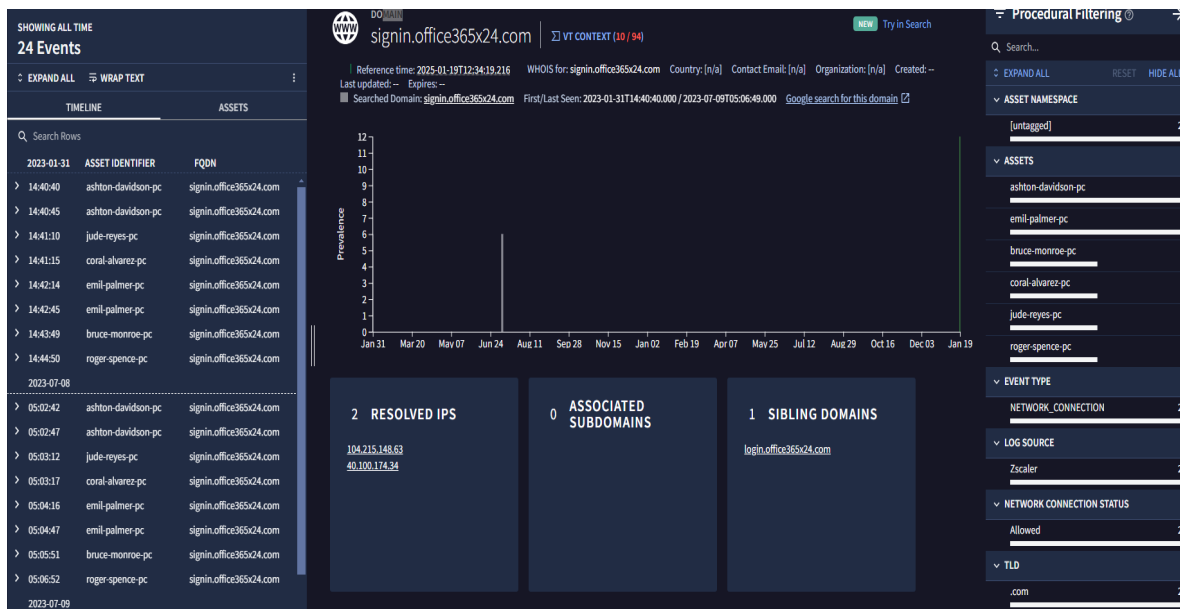 SHOWING ALL TIME
24 Events
EXPAND ALL WRAP TEXT
TIMELINE ASSETS
Search Rows
2023-01-31 ASSET IDENTIFIER FQDN
14:40:40 ashton-davidson-pc signin.office365x24.com
14:40:45 ashton-davidson-pc signin.office365x24.com
14:41:10 jude-reyes-pc signin.office365x24.com
14:41:15 coral-alvarez-pc signin.office365x24.com
14:42:14 emil-palmer-pc signin.office365x24.com
14:42:45 emil-palmer-pc signin.office365x24.com
14:43:49 bruce-monroe-pc signin.office365x24.com
14:44:50 roger-spence-pc signin.office365x24.com
2023-07-08
05:02:42 ashton-davidson-pc signin.office365x24.com
05:02:47 ashton-davidson-pc signin.office365x24.com
05:03:12 jude-reyes-pc signin.office365x24.com
05:03:17 coral-alvarez-pc signin.office365x24.com
05:04:16 emil-palmer-pc signin.office365x24.com
05:04:47 emil-palmer-pc signin.office365x24.com
05:05:51 bruce-monroe-pc signin.office365x24.com
05:06:52 roger-spence-pc signin.office365x24.com
2023-07-09
WWW
DOMAIN
signin.office365x24.com VT CONTEXT (10 / 94)
NEW Try in Search
Reference time: 2025-01-19T12:34:19.216 WHOIS for: signin.office365x24.com Country: [n/a] Contact Email: [n/a] Organization: [n/a] Created: --
Last updated: -- Expires: --
Searched Domain: signin.office365x24.com First/Last Seen: 2023-01-31T14:40:40.000 / 2023-07-09T05:06:49.000 Google search for this domain
Prevalence
12
11
10
9
8
7
6
5
4
3
2
1
0
Jan 31 Mar 20 May 07 Jun 24 Aug 11 Sep 28 Nov 15 Jan 02 Feb 19 Apr 07 May 25 Jul 12 Aug 29 Oct 16 Dec 03 Jan 19
2 RESOLVED IPS
104.215.148.63
40.100.174.34
0 ASSOCIATED
SUBDOMAINS
1 SIBLING DOMAINS
login.office365x24.com
Procedural Filtering
Search...
EXPAND ALL RESET HIDE ALL
ASSET NAMESPACE
[untagged]
ASSETS
ashton-davidson-pc
emil-palmer-pc
bruce-monroe-pc
coral-alvarez-pc
jude-reyes-pc
roger-spence-pc
EVENT TYPE
NETWORK_CONNECTION
LOG SOURCE
Zscaler
NETWORK CONNECTION STATUS
Allowed
TLD
.com